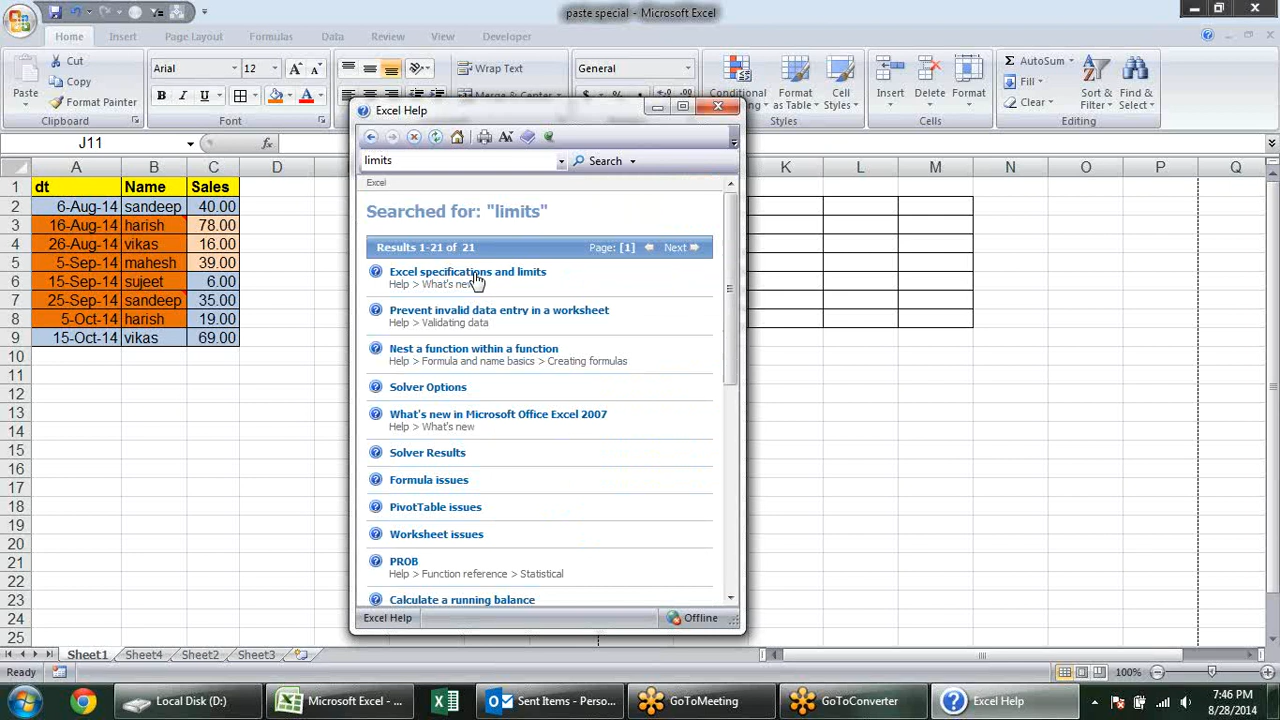 paste special - Microsoft Excel
Home Insert Page Layout Formulas Data Review View Developer
Paste
Cut
Copy
Format Painter
Clipboard
Arial 12
B I U
Font
Wrap Text
General
Conditional Format Cell
as Table Styles
Styles
Insert Delete Format
Cells
AutoSum
Fill
Clear
Sort & Find &
Filter Select
Editing
J11 fx
A B C D K L M N O P Q
1 dt Name Sales
2 6-Aug-14 sandeep 40.00
3 16-Aug-14 harish 78.00
4 26-Aug-14 vikas 16.00
5 5-Sep-14 mahesh 39.00
6 15-Sep-14 sujeet 6.00
7 25-Sep-14 sandeep 35.00
8 5-Oct-14 harish 19.00
9 15-Oct-14 vikas 69.00
10
11
12
13
14
15
16
17
18
19
20
21
22
23
24
25
Excel Help
limits Search
Excel
Searched for: "limits"
Results 1-21 of 21 Page: [1] Next
Excel specifications and limits
Help > What's new
Prevent invalid data entry in a worksheet
Help > Validating data
Nest a function within a function
Help > Formula and name basics > Creating formulas
Solver Options
What's new in Microsoft Office Excel 2007
Help > What's new
Solver Results
Formula issues
PivotTable issues
Worksheet issues
PROB
Help > Function reference > Statistical
Calculate a running balance
Excel Help Offline
Sheet1 Sheet4 Sheet2 Sheet3
Ready 100%
Local Disk (D:) Microsoft Excel - ... Sent Items - Perso... GoToMeeting GoToConverter Excel Help
7:46 PM
8/28/2014